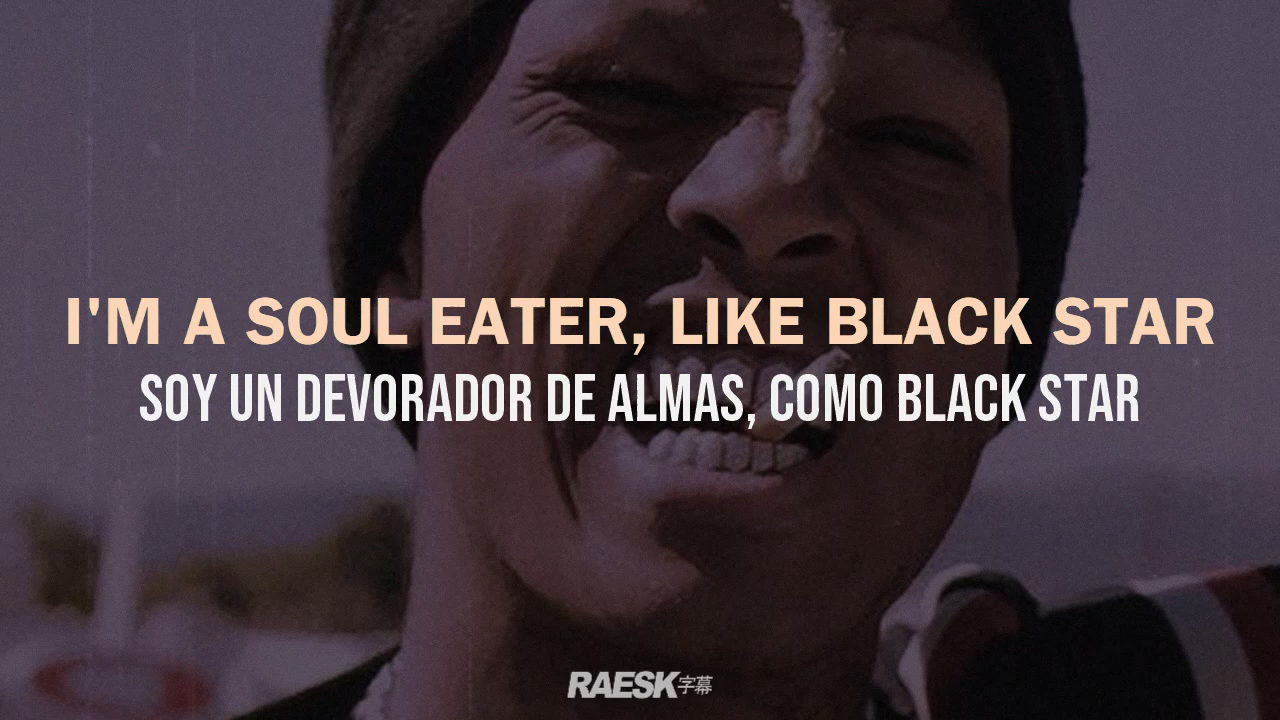 I'M A SOUL EATER, LIKE BLACK STAR
SOY UN DEVORADOR DE ALMAS, COMO BLACK STAR
RAESK字幕